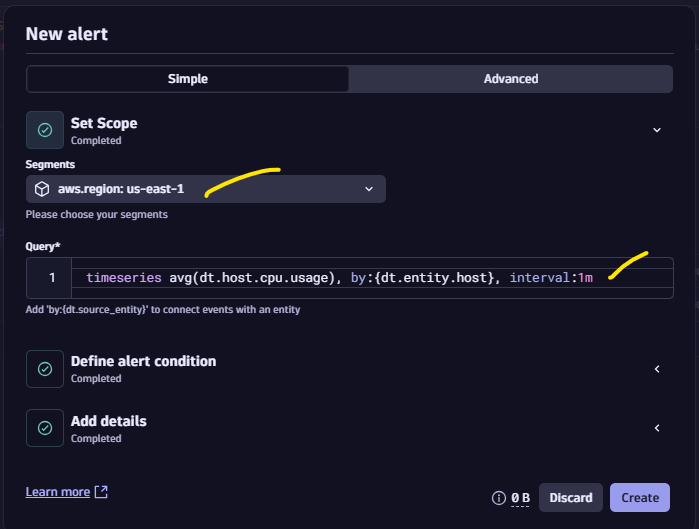 New alert
Simple
Advanced
Set Scope
Completed
Segments
aws.region: us-east-1
Please choose your segments
Query*
1 timeseries avg(dt.host.cpu.usage), by:{dt.entity.host}, interval:1m
Add 'by:{dt.source_entity}' to connect events with an entity
Define alert condition
Completed
Add details
Completed
Learn more
0 B
Discard
Create